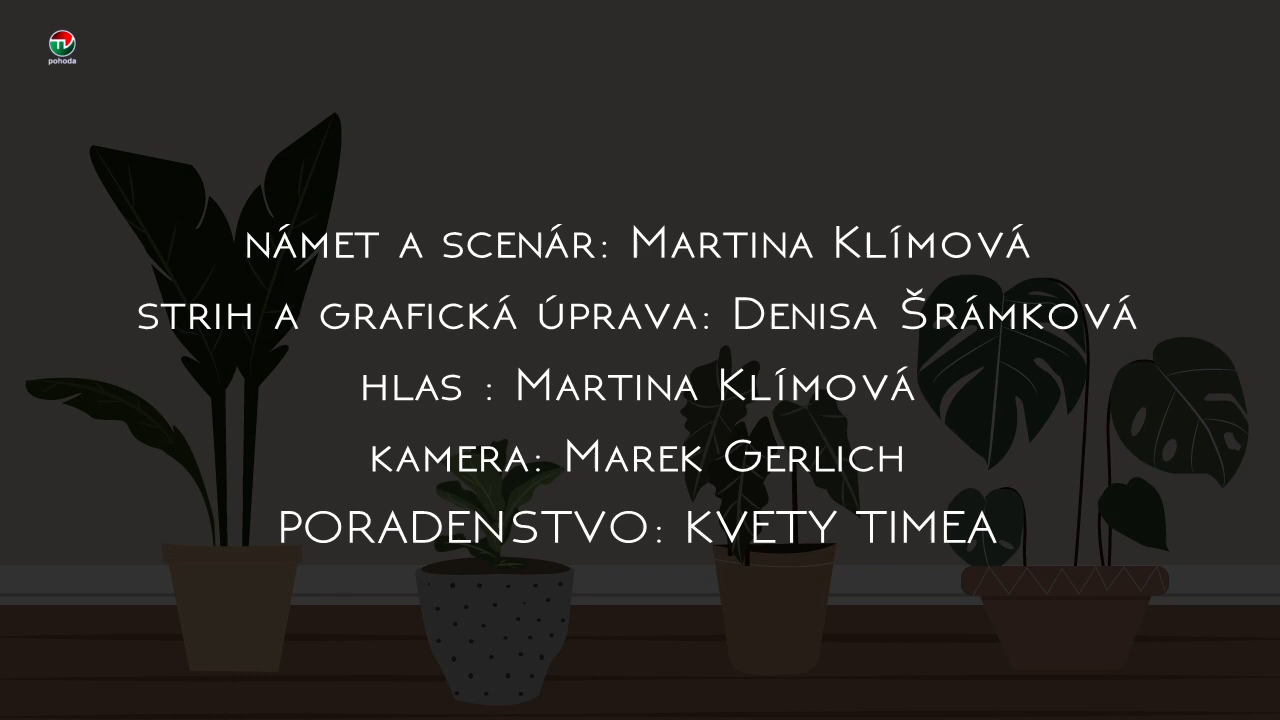 TV
pohoda
NÁMET A SCENÁR: MARTINA KLÍMOVÁ
STRIH A GRAFICKÁ ÚPRAVA: DENISA ŠRÁMKOVÁ
HLAS : MARTINA KLÍMOVÁ
KAMERA: MAREK GERLICH
PORADENSTVO: KVETY TIMEA